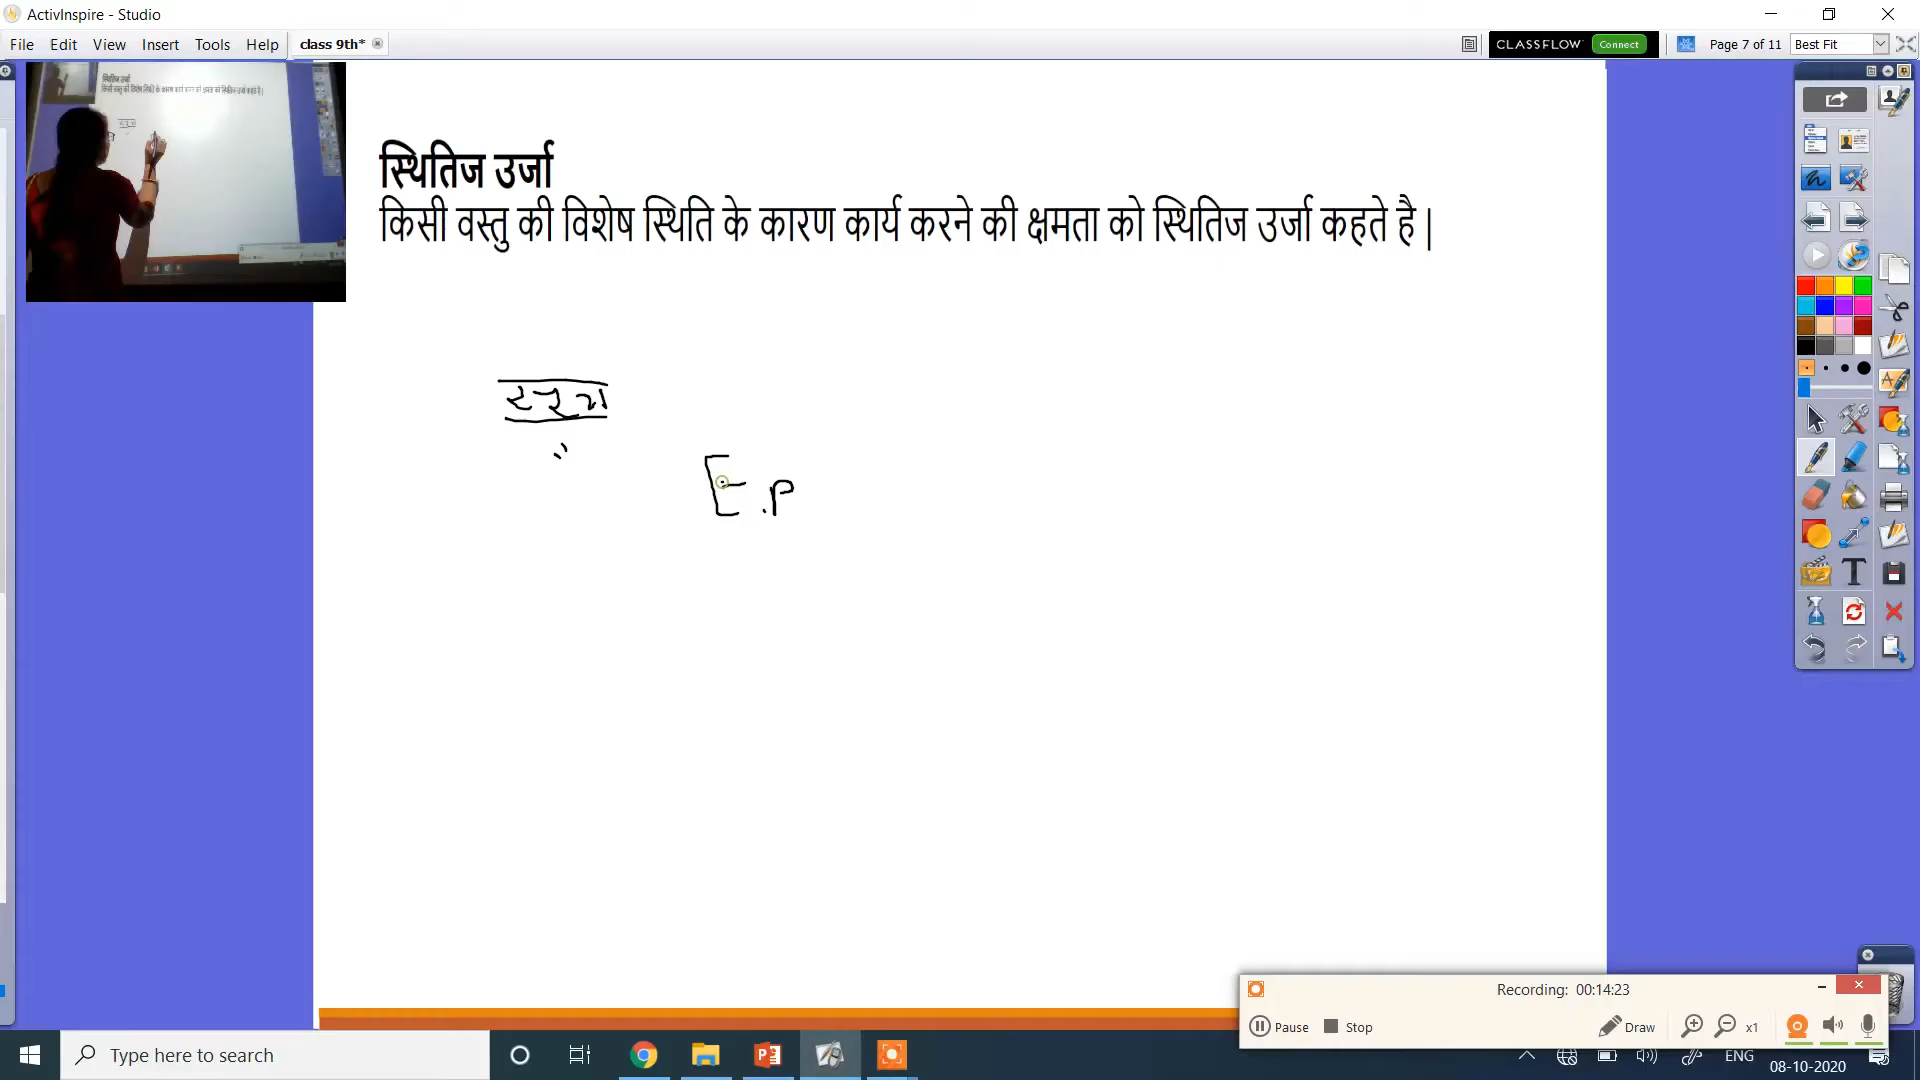 ActivInspire - Studio
File Edit View Insert Tools Help class 9th*
CLASSFLOW Connect Page 7 of 11 Best Fit
स्थितिज उर्जा
किसी वस्तु की विशेष स्थिति के कारण कार्य करने की क्षमता को स्थितिज उर्जा कहते है |
E.P
Recording: 00:14:23
Pause Stop Draw x1
Type here to search
ENG
08-10-2020